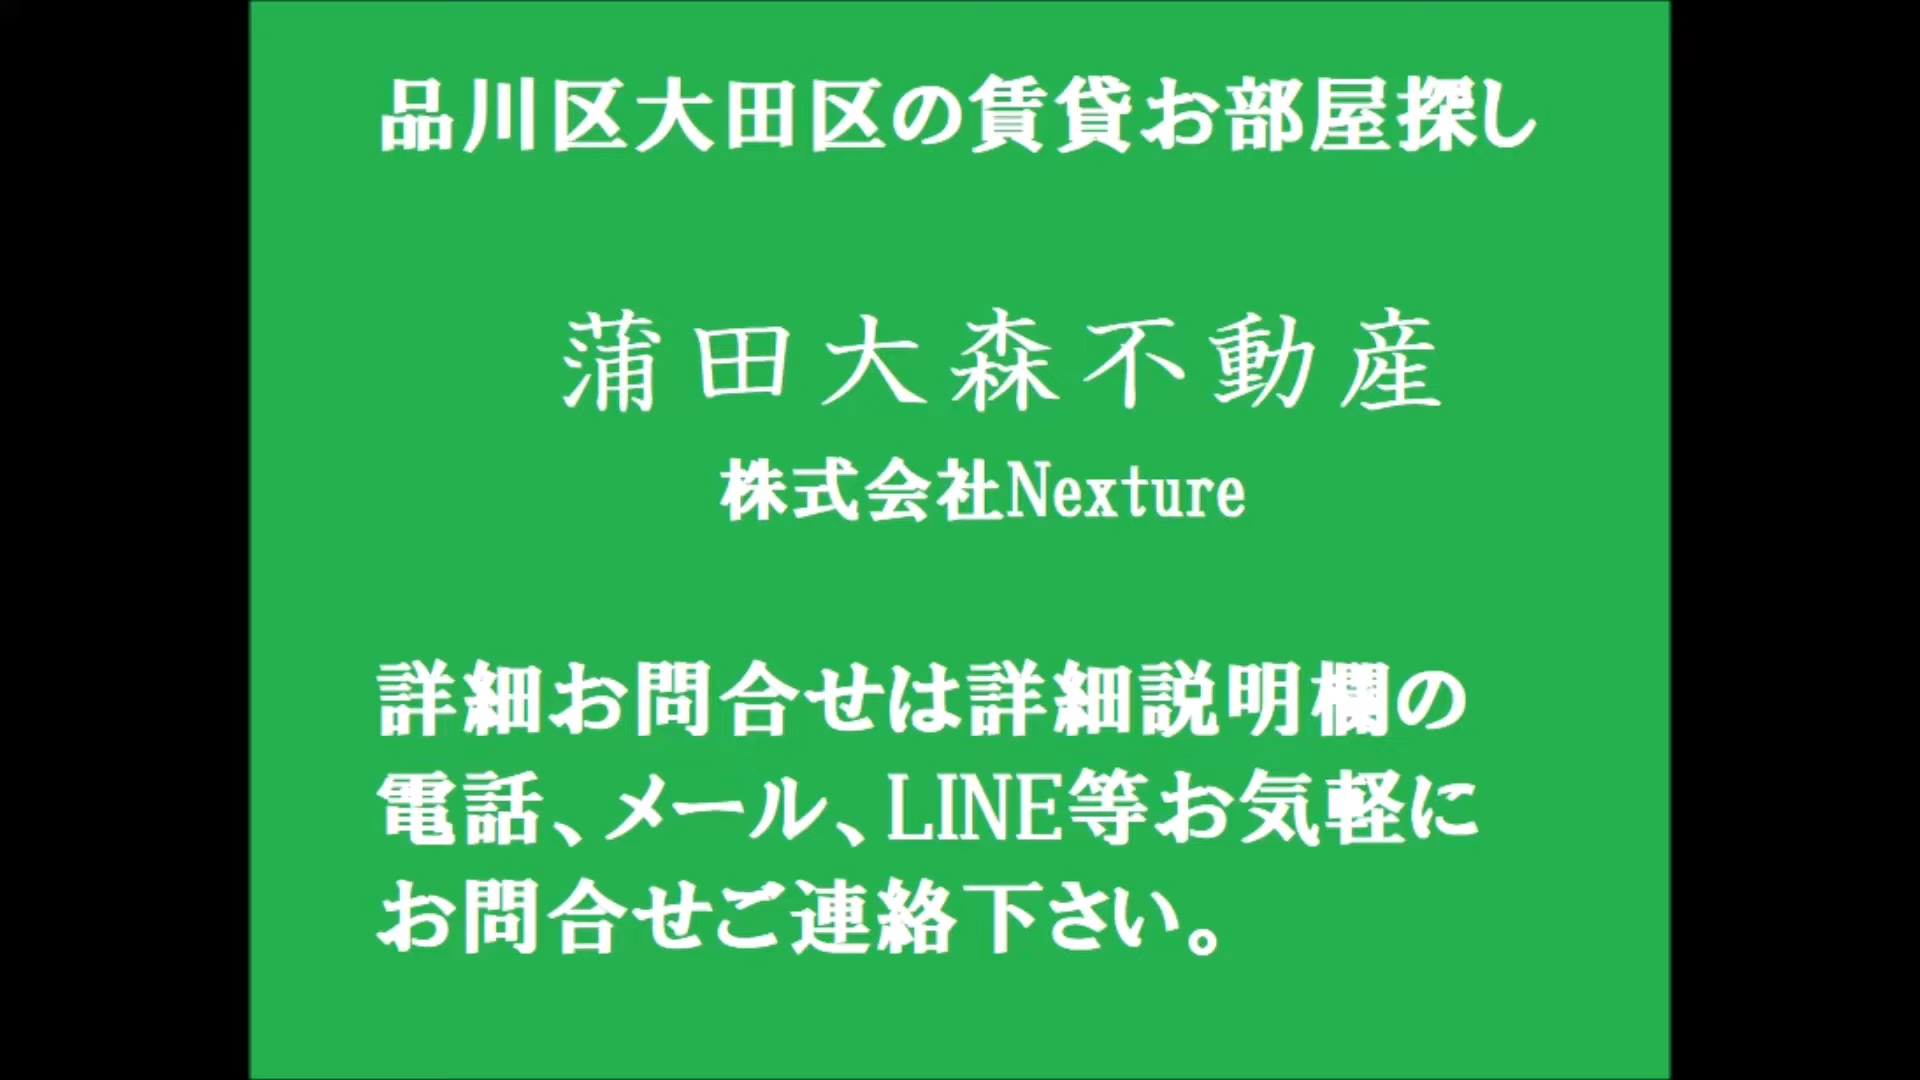 品川区大田区の賃貸お部屋探し
蒲田大森不動産
株式会社Nexture
詳細お問合せは詳細説明欄の
電話、メール、LINE等お気軽に
お問合せご連絡下さい。